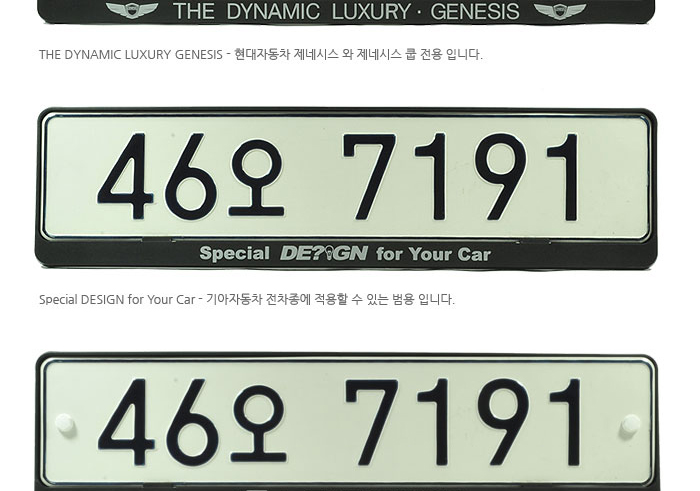 THE DYNAMIC LUXURY · GENESIS
THE DYNAMIC LUXURY GENESIS - 현대자동차 제네시스 와 제네시스 쿱 전용 입니다.
46오 7191
Special DE?!GN for Your Car
Special DESIGN for Your Car - 기아자동차 전차종에 적용할 수 있는 범용 입니다.
46오 7191